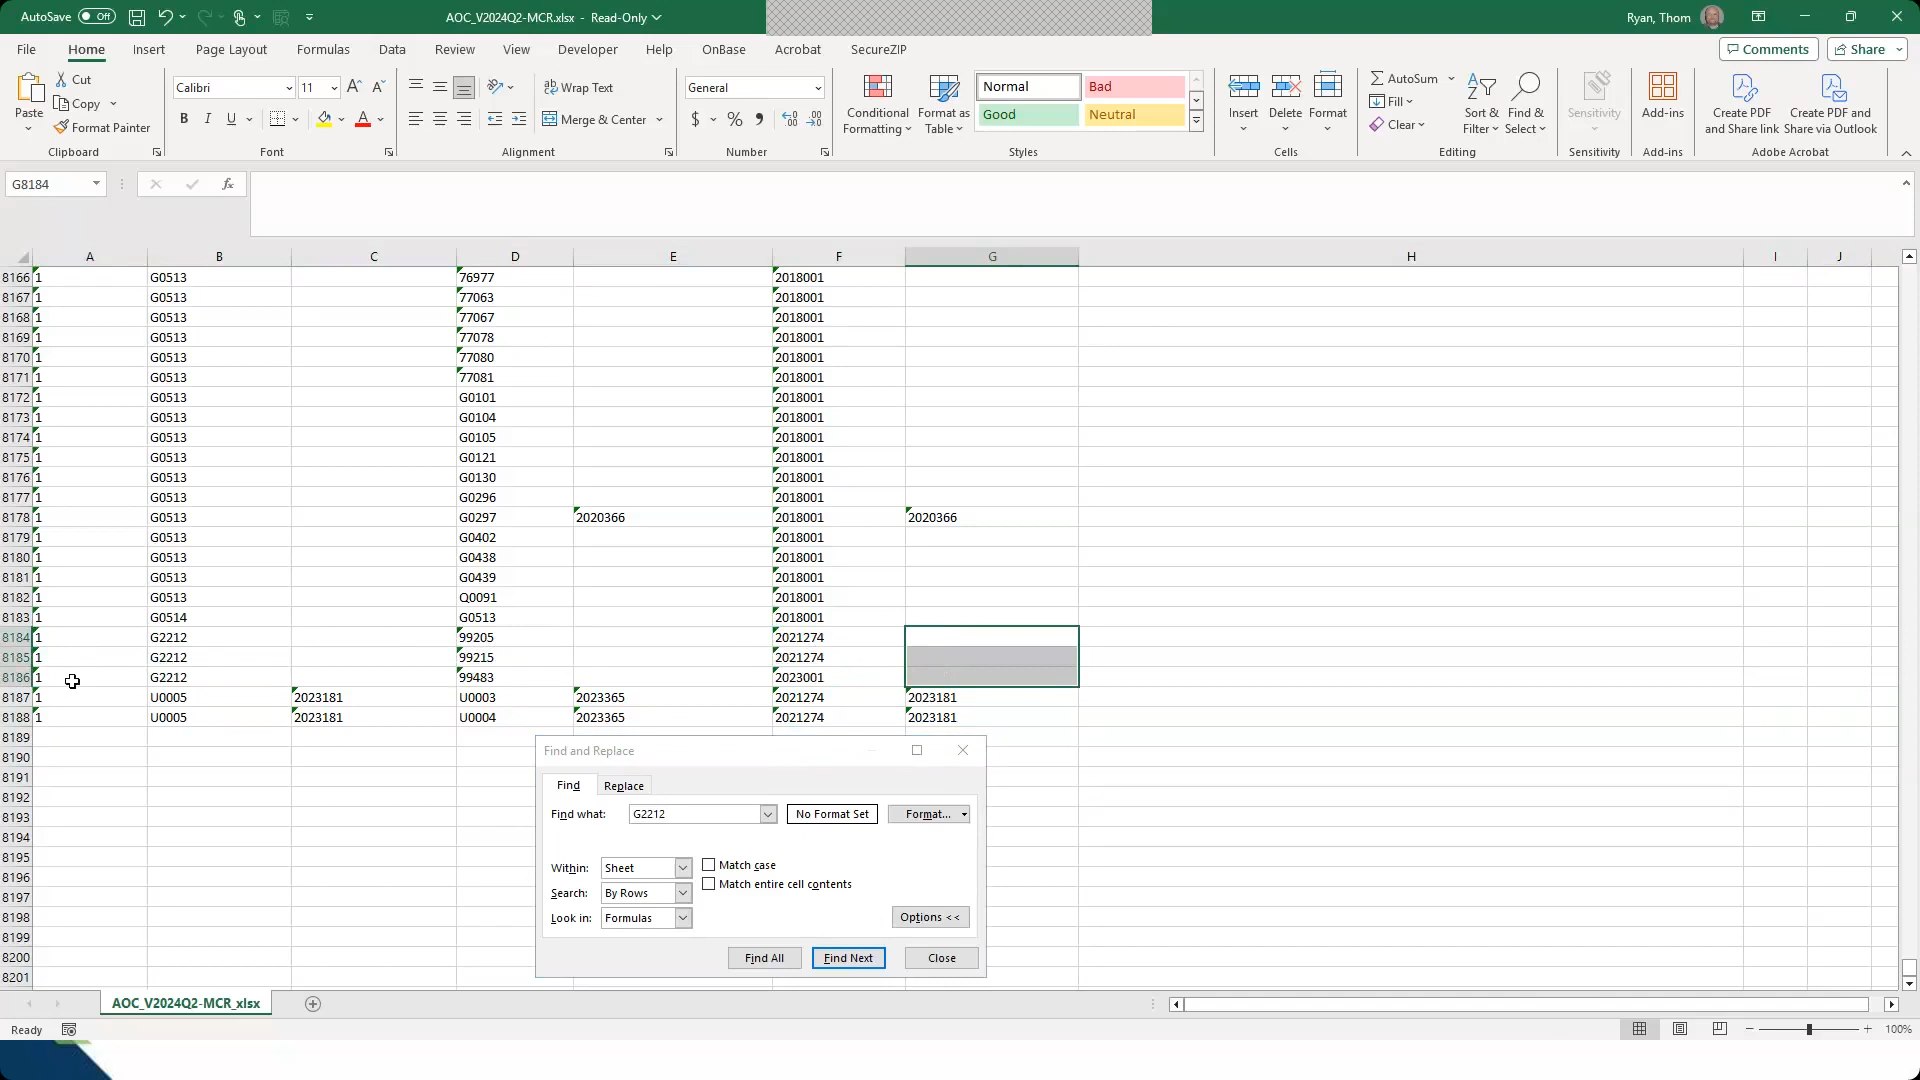 AutoSave Off AOC_V2024Q2-MCR.xlsx - Read-Only Ryan, Thom
File Home Insert Page Layout Formulas Data Review View Developer Help OnBase Acrobat SecureZIP Comments Share
Paste Cut Copy Format Painter
Calibri 11
B I U
Wrap Text
Merge & Center
General
$ % 9
Conditional Formatting
Format as Table
Normal Bad
Good Neutral
Insert Delete Format
AutoSum
Fill
Clear
Sort & Filter
Find & Select
Sensitivity
Add-ins
Create PDF and Share link
Create PDF and Share via Outlook
Clipboard Font Alignment Number Styles Cells Editing Sensitivity Add-ins Adobe Acrobat
G8184 fx
A B C D E F G H I J
8166 1 G0513 76977 2018001
8167 1 G0513 77063 2018001
8168 1 G0513 77067 2018001
8169 1 G0513 77078 2018001
8170 1 G0513 77080 2018001
8171 1 G0513 77081 2018001
8172 1 G0513 G0101 2018001
8173 1 G0513 G0104 2018001
8174 1 G0513 G0105 2018001
8175 1 G0513 G0121 2018001
8176 1 G0513 G0130 2018001
8177 1 G0513 G0296 2018001
8178 1 G0513 G0297 2020366 2018001 2020366
8179 1 G0513 G0402 2018001
8180 1 G0513 G0438 2018001
8181 1 G0513 G0439 2018001
8182 1 G0513 Q0091 2018001
8183 1 G0514 G0513 2018001
8184 1 G2212 99205 2021274
8185 1 G2212 99215 2021274
8186 1 G2212 99483 2023001
8187 1 U0005 2023181 U0003 2023365 2021274 2023181
8188 1 U0005 2023181 U0004 2023365 2021274 2023181
8189
8190
8191
8192
8193
8194
8195
8196
8197
8198
8199
8200
8201
Find and Replace
Find Replace
Find what: G2212 No Format Set Format...
Within: Sheet Match case
Search: By Rows Match entire cell contents
Look in: Formulas Options <<
Find All Find Next Close
AOC_V2024Q2-MCR_xlsx
Ready 100%